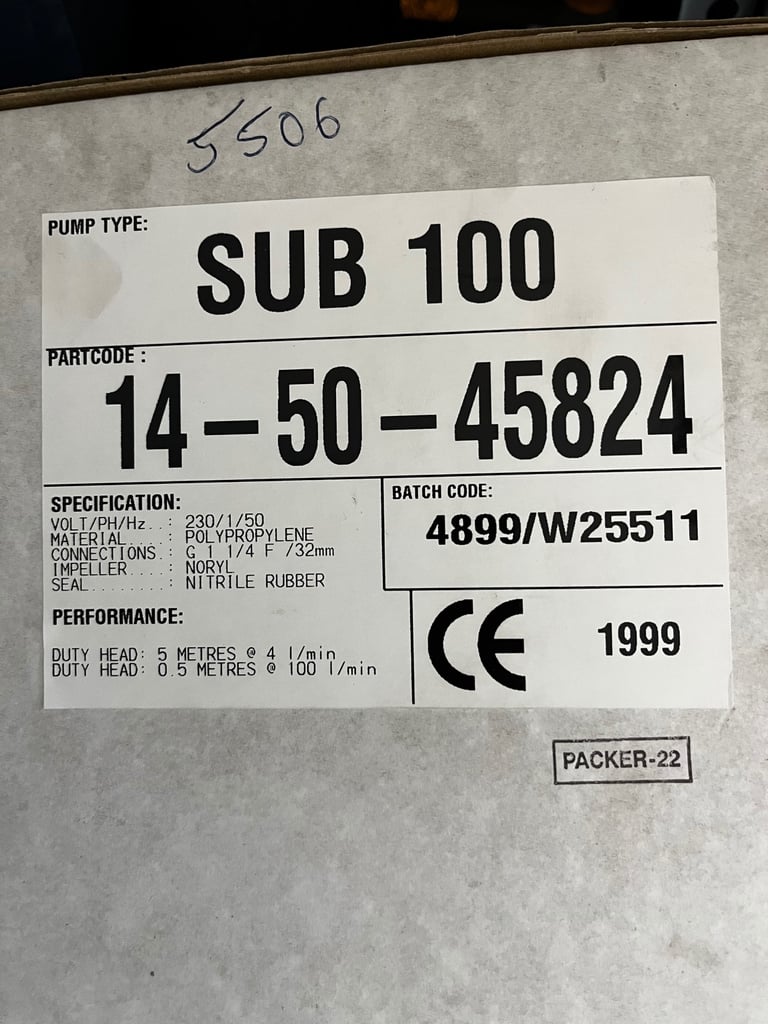 5506
PUMP TYPE:
SUB 100
PARTCODE :
14-50-45824
SPECIFICATION:
VOLT/PH/Hz..: 230/1/50
MATERIAL....: POLYPROPYLENE
CONNECTIONS.: G 1 1/4 F /32mm
IMPELLER....: NORYL
SEAL........: NITRILE RUBBER
BATCH CODE:
4899/W25511
PERFORMANCE:
DUTY HEAD: 5 METRES @ 4 l/min
DUTY HEAD: 0.5 METRES @ 100 l/min
CE 1999
PACKER-22